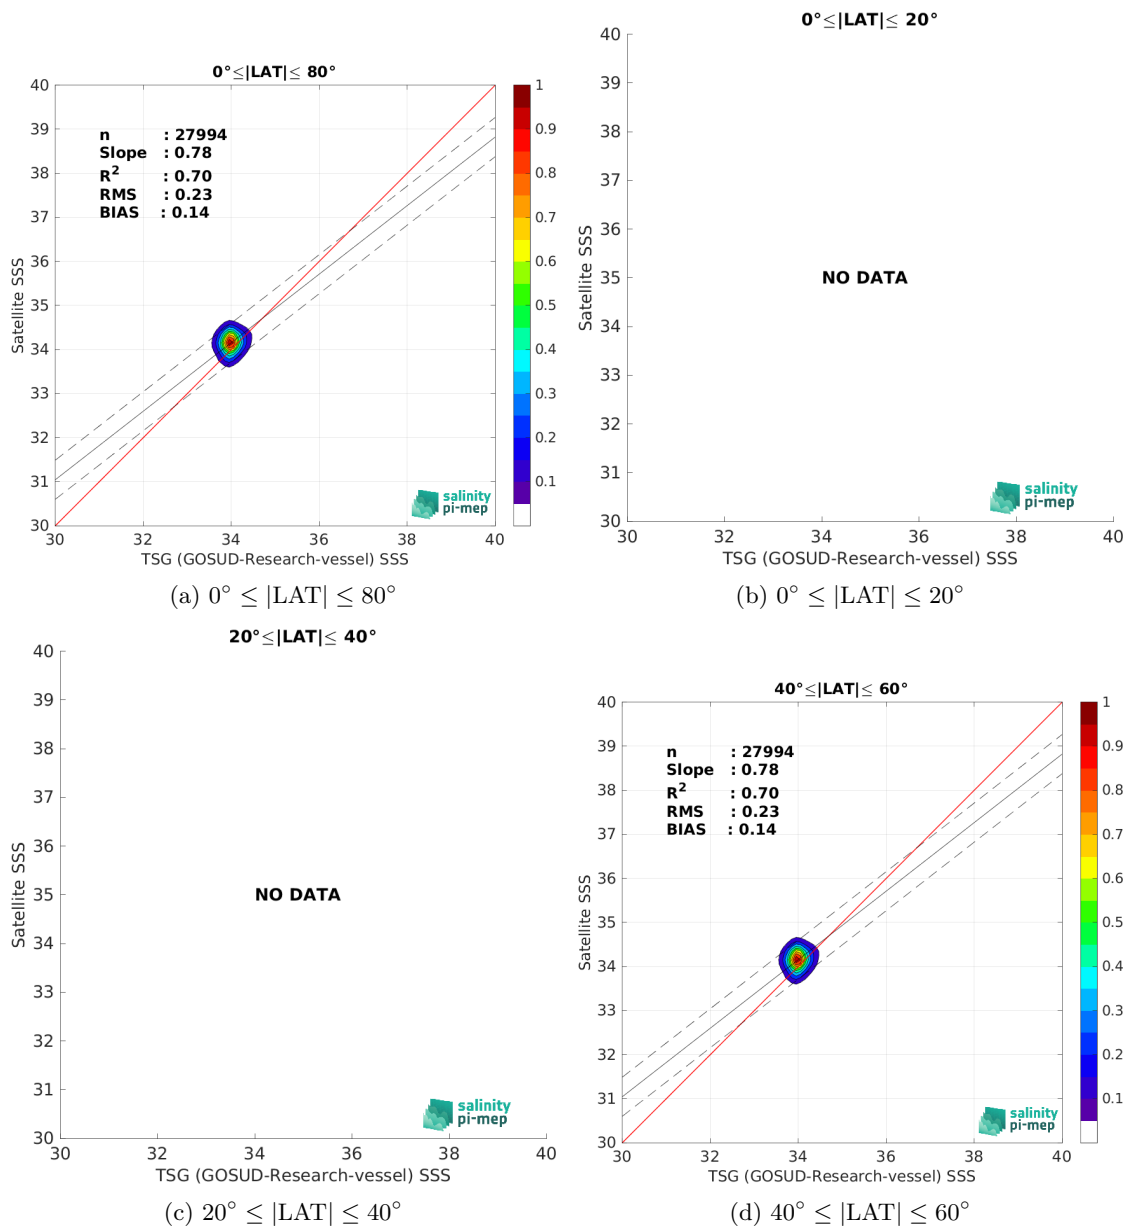 0°≤|LAT|≤ 80°
40
39
38
37
36
35
34
33
32
31
30
Satellite SSS
n : 27994
Slope : 0.78
R² : 0.70
RMS : 0.23
BIAS : 0.14
1
0.9
0.8
0.7
0.6
0.5
0.4
0.3
0.2
0.1
salinity
pi-mep
30 32 34 36 38 40
TSG (GOSUD-Research-vessel) SSS
(a) 0° ≤ |LAT| ≤ 80°
0°≤|LAT|≤ 20°
40
39
38
37
36
35
34
33
32
31
30
Satellite SSS
NO DATA
salinity
pi-mep
30 32 34 36 38 40
TSG (GOSUD-Research-vessel) SSS
(b) 0° ≤ |LAT| ≤ 20°
20°≤|LAT|≤ 40°
40
39
38
37
36
35
34
33
32
31
30
Satellite SSS
NO DATA
salinity
pi-mep
30 32 34 36 38 40
TSG (GOSUD-Research-vessel) SSS
(c) 20° ≤ |LAT| ≤ 40°
40°≤|LAT|≤ 60°
40
39
38
37
36
35
34
33
32
31
30
Satellite SSS
n : 27994
Slope : 0.78
R² : 0.70
RMS : 0.23
BIAS : 0.14
1
0.9
0.8
0.7
0.6
0.5
0.4
0.3
0.2
0.1
salinity
pi-mep
30 32 34 36 38 40
TSG (GOSUD-Research-vessel) SSS
(d) 40° ≤ |LAT| ≤ 60°